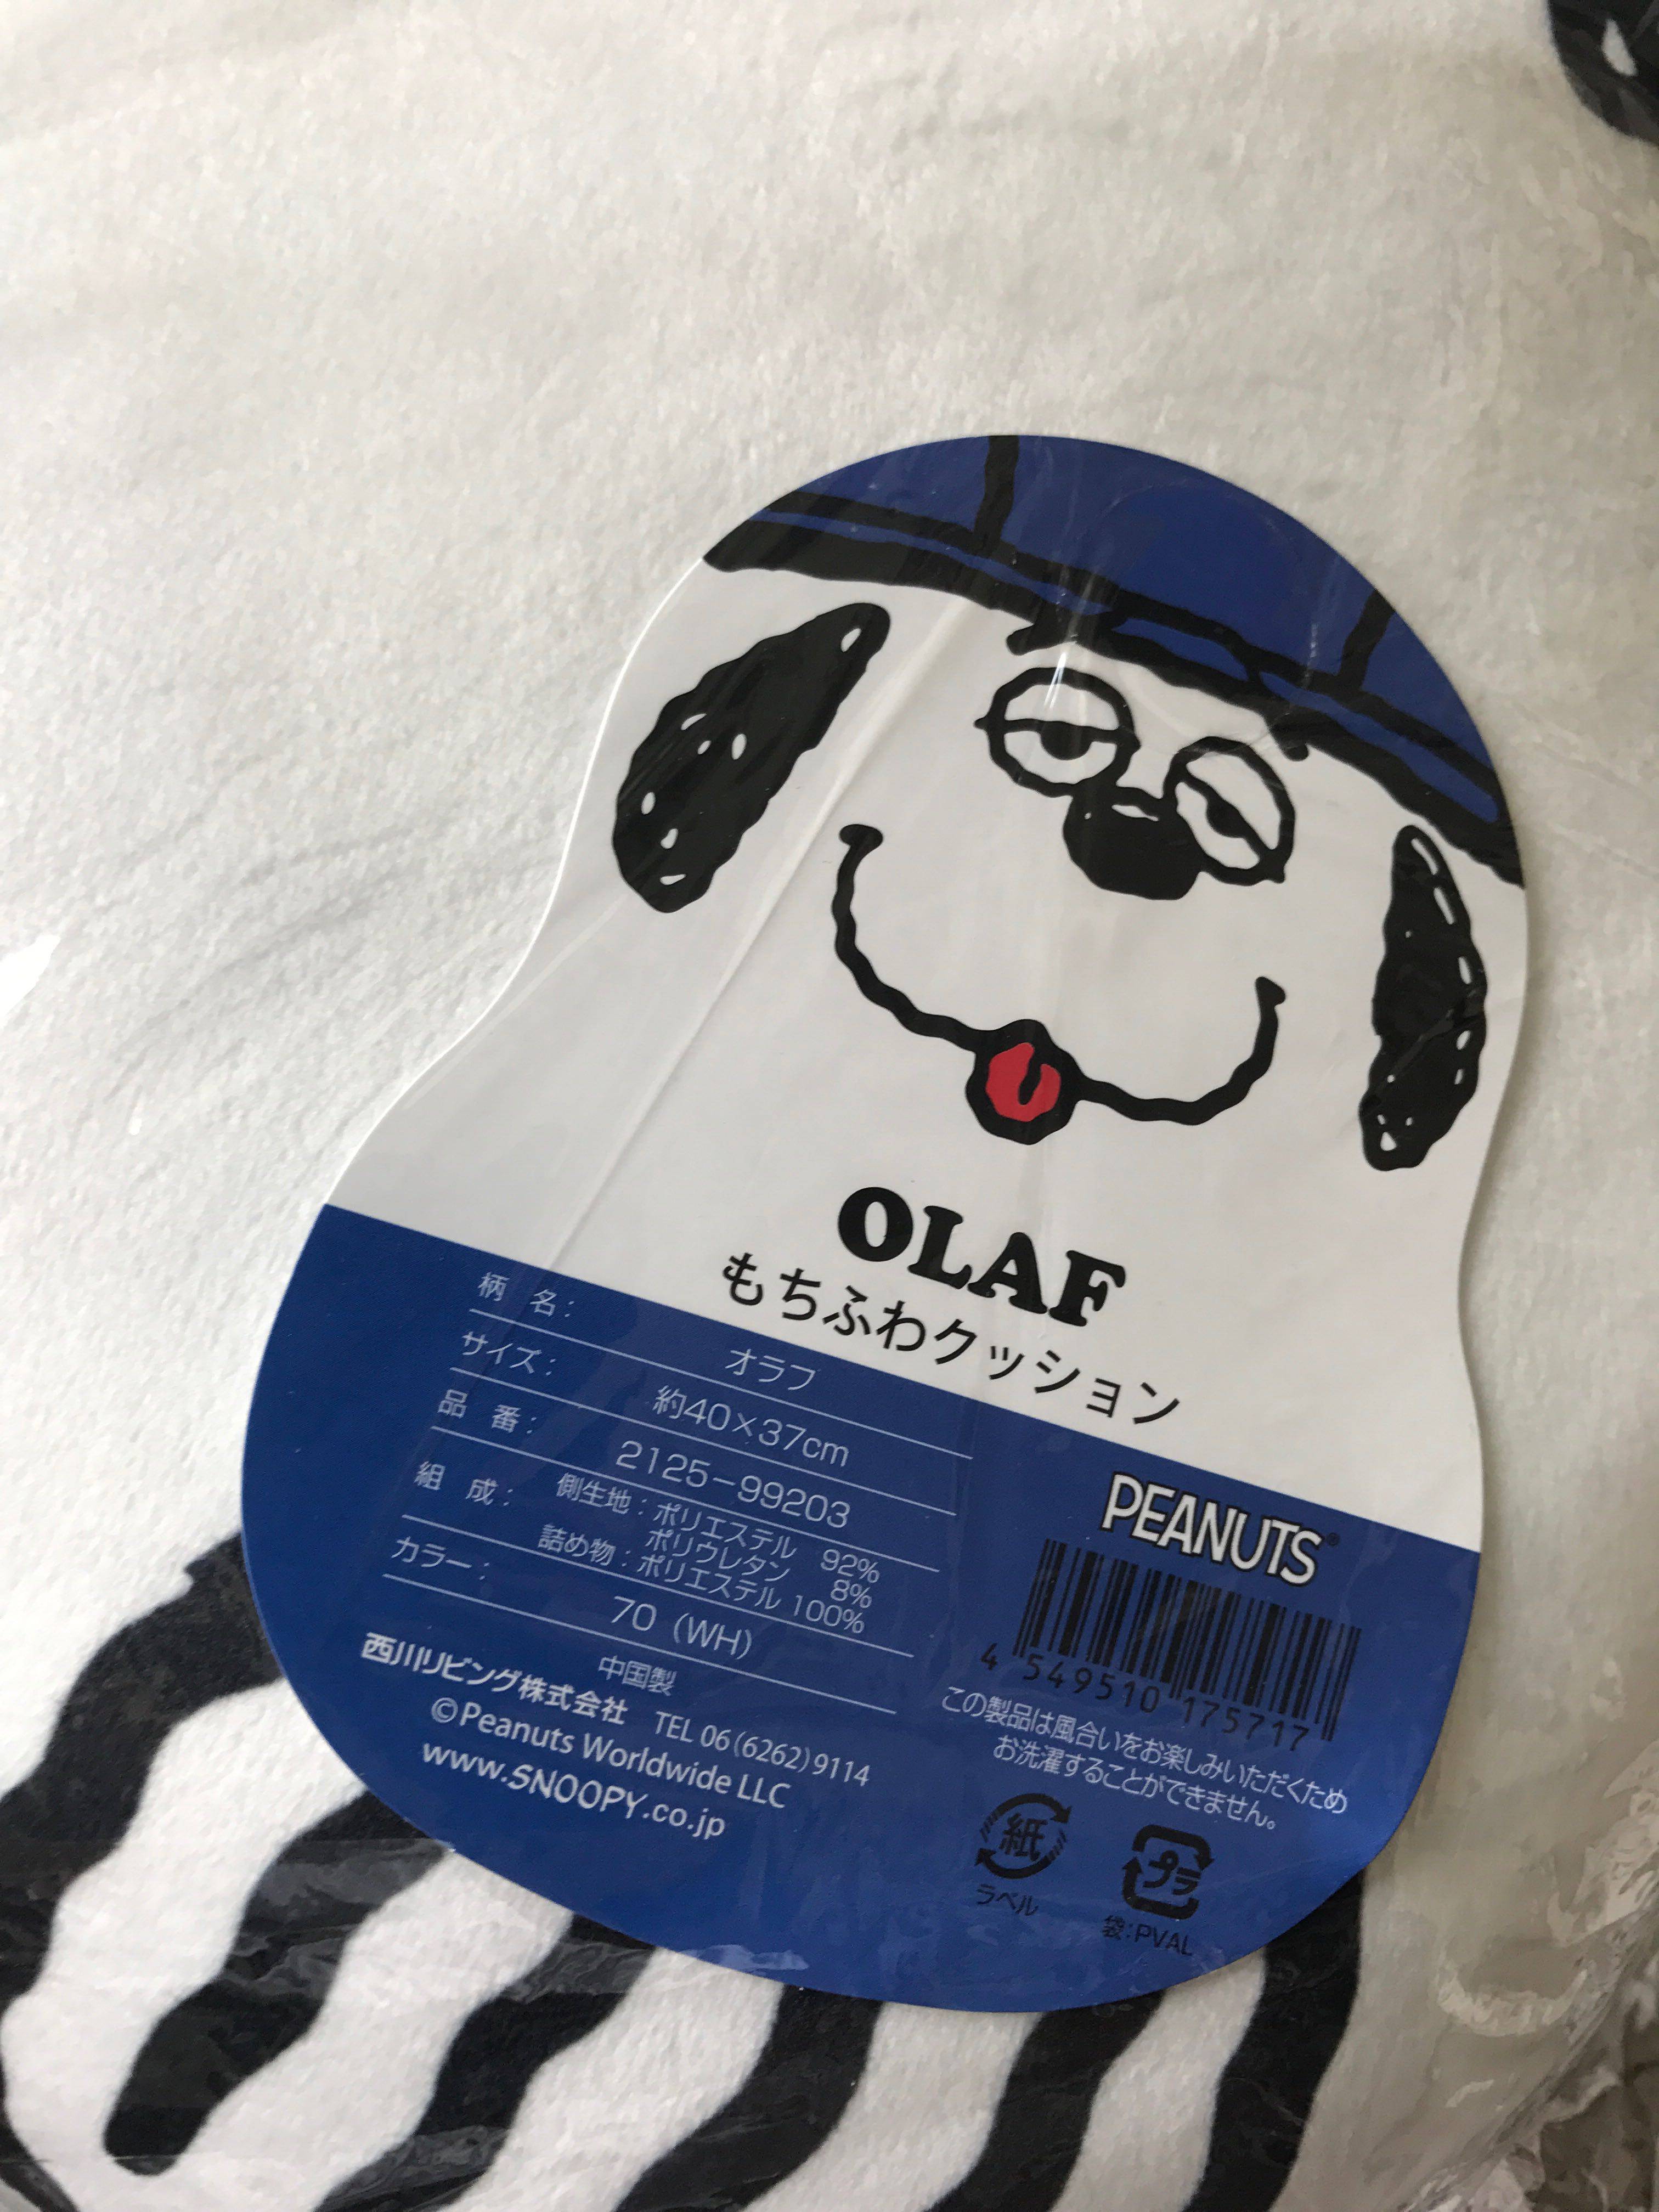 OLAF
もちふわクッション
柄 名: オラフ
サイズ: 約40×37cm
品 番: 2125-99203
組 成: 側生地:ポリエステル 92%
ポリウレタン 8%
詰め物:ポリエステル 100%
カラー: 70 (WH)
中国製
西川リビング株式会社 TEL 06(6262)9114
©Peanuts Worldwide LLC
www.SNOOPY.co.jp
PEANUTS®
4 549510 175717
この製品は風合いをお楽しみいただくため
お洗濯することができません。
紙
ラベル
プラ
袋:PVAL